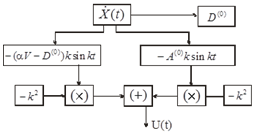 Ẋ(t)
D⁽⁰⁾
-(αV - D⁽⁰⁾)k sin kt
-A⁽⁰⁾k sin kt
-k²
(×)
(+)
(×)
-k²
U(t)